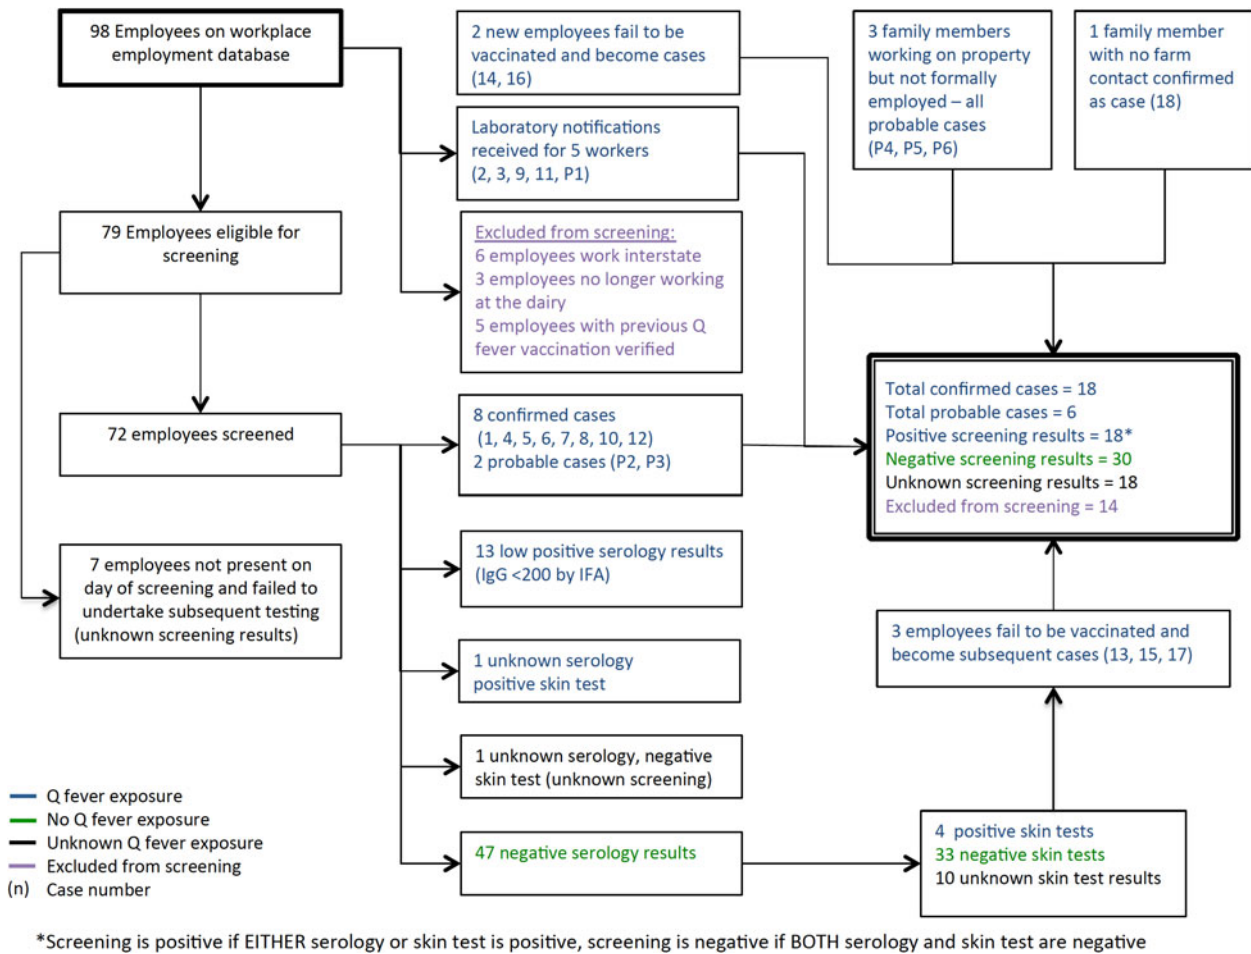 98 Employees on workplace
employment database
2 new employees fail to be
vaccinated and become cases
(14, 16)
3 family members
working on property
but not formally
employed – all
probable cases
(P4, P5, P6)
1 family member
with no farm
contact confirmed
as case (18)
Laboratory notifications
received for 5 workers
(2, 3, 9, 11, P1)
79 Employees eligible for
screening
Excluded from screening:
6 employees work interstate
3 employees no longer working
at the dairy
5 employees with previous Q
fever vaccination verified
72 employees screened
8 confirmed cases
(1, 4, 5, 6, 7, 8, 10, 12)
2 probable cases (P2, P3)
Total confirmed cases = 18
Total probable cases = 6
Positive screening results = 18*
Negative screening results = 30
Unknown screening results = 18
Excluded from screening = 14
7 employees not present on
day of screening and failed to
undertake subsequent testing
(unknown screening results)
13 low positive serology results
(IgG <200 by IFA)
1 unknown serology
positive skin test
3 employees fail to be vaccinated and
become subsequent cases (13, 15, 17)
1 unknown serology, negative
skin test (unknown screening)
47 negative serology results
4 positive skin tests
33 negative skin tests
10 unknown skin test results
Q fever exposure
No Q fever exposure
Unknown Q fever exposure
Excluded from screening
(n) Case number
*Screening is positive if EITHER serology or skin test is positive, screening is negative if BOTH serology and skin test are negative